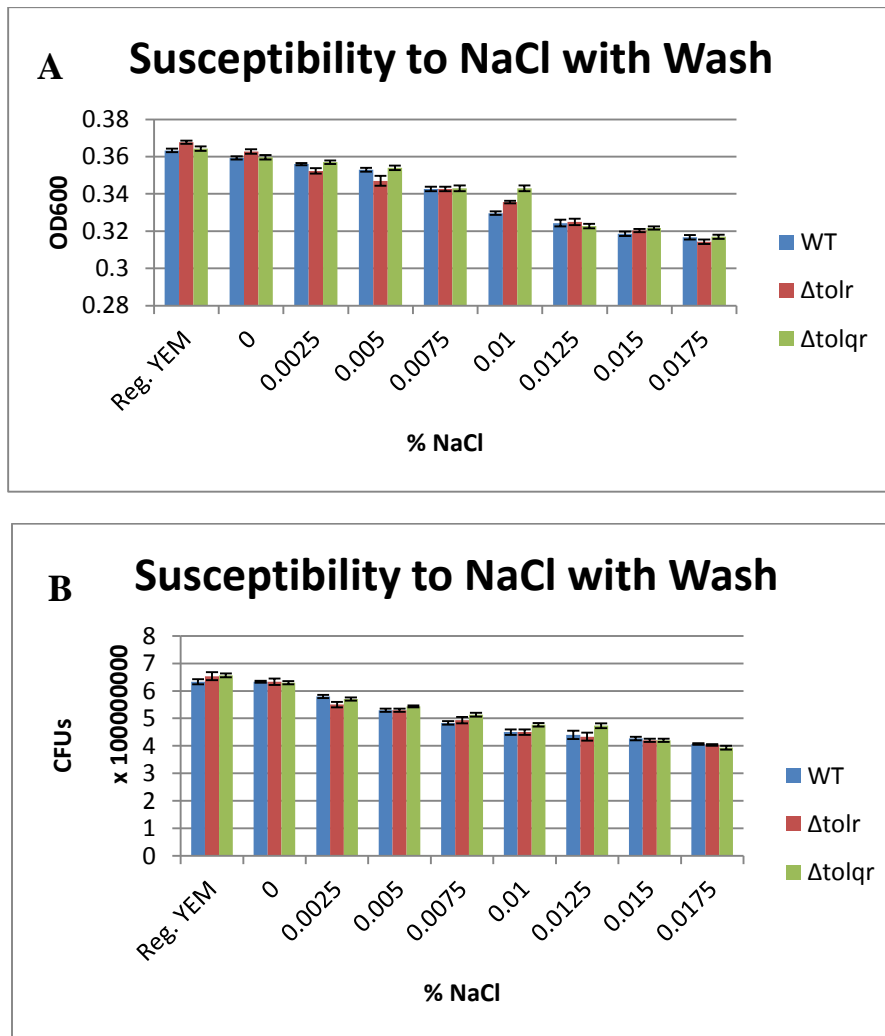 A
Susceptibility to NaCl with Wash
0.38
0.36
0.34
0.32
0.3
0.28
OD600
Reg. YEM
0
0.0025
0.005
0.0075
0.01
0.0125
0.015
0.0175
% NaCl
WT
Δtolr
Δtolqr
B
Susceptibility to NaCl with Wash
8
7
6
5
4
3
2
1
0
CFUs
x 100000000
Reg. YEM
0
0.0025
0.005
0.0075
0.01
0.0125
0.015
0.0175
% NaCl
WT
Δtolr
Δtolqr